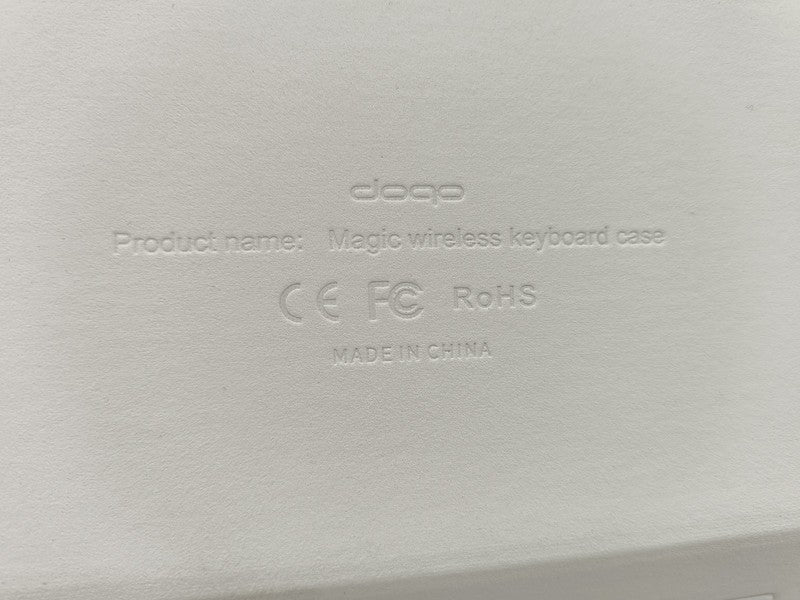 doqo
Product name: Magic wireless keyboard case
CE FC RoHS
MADE IN CHINA